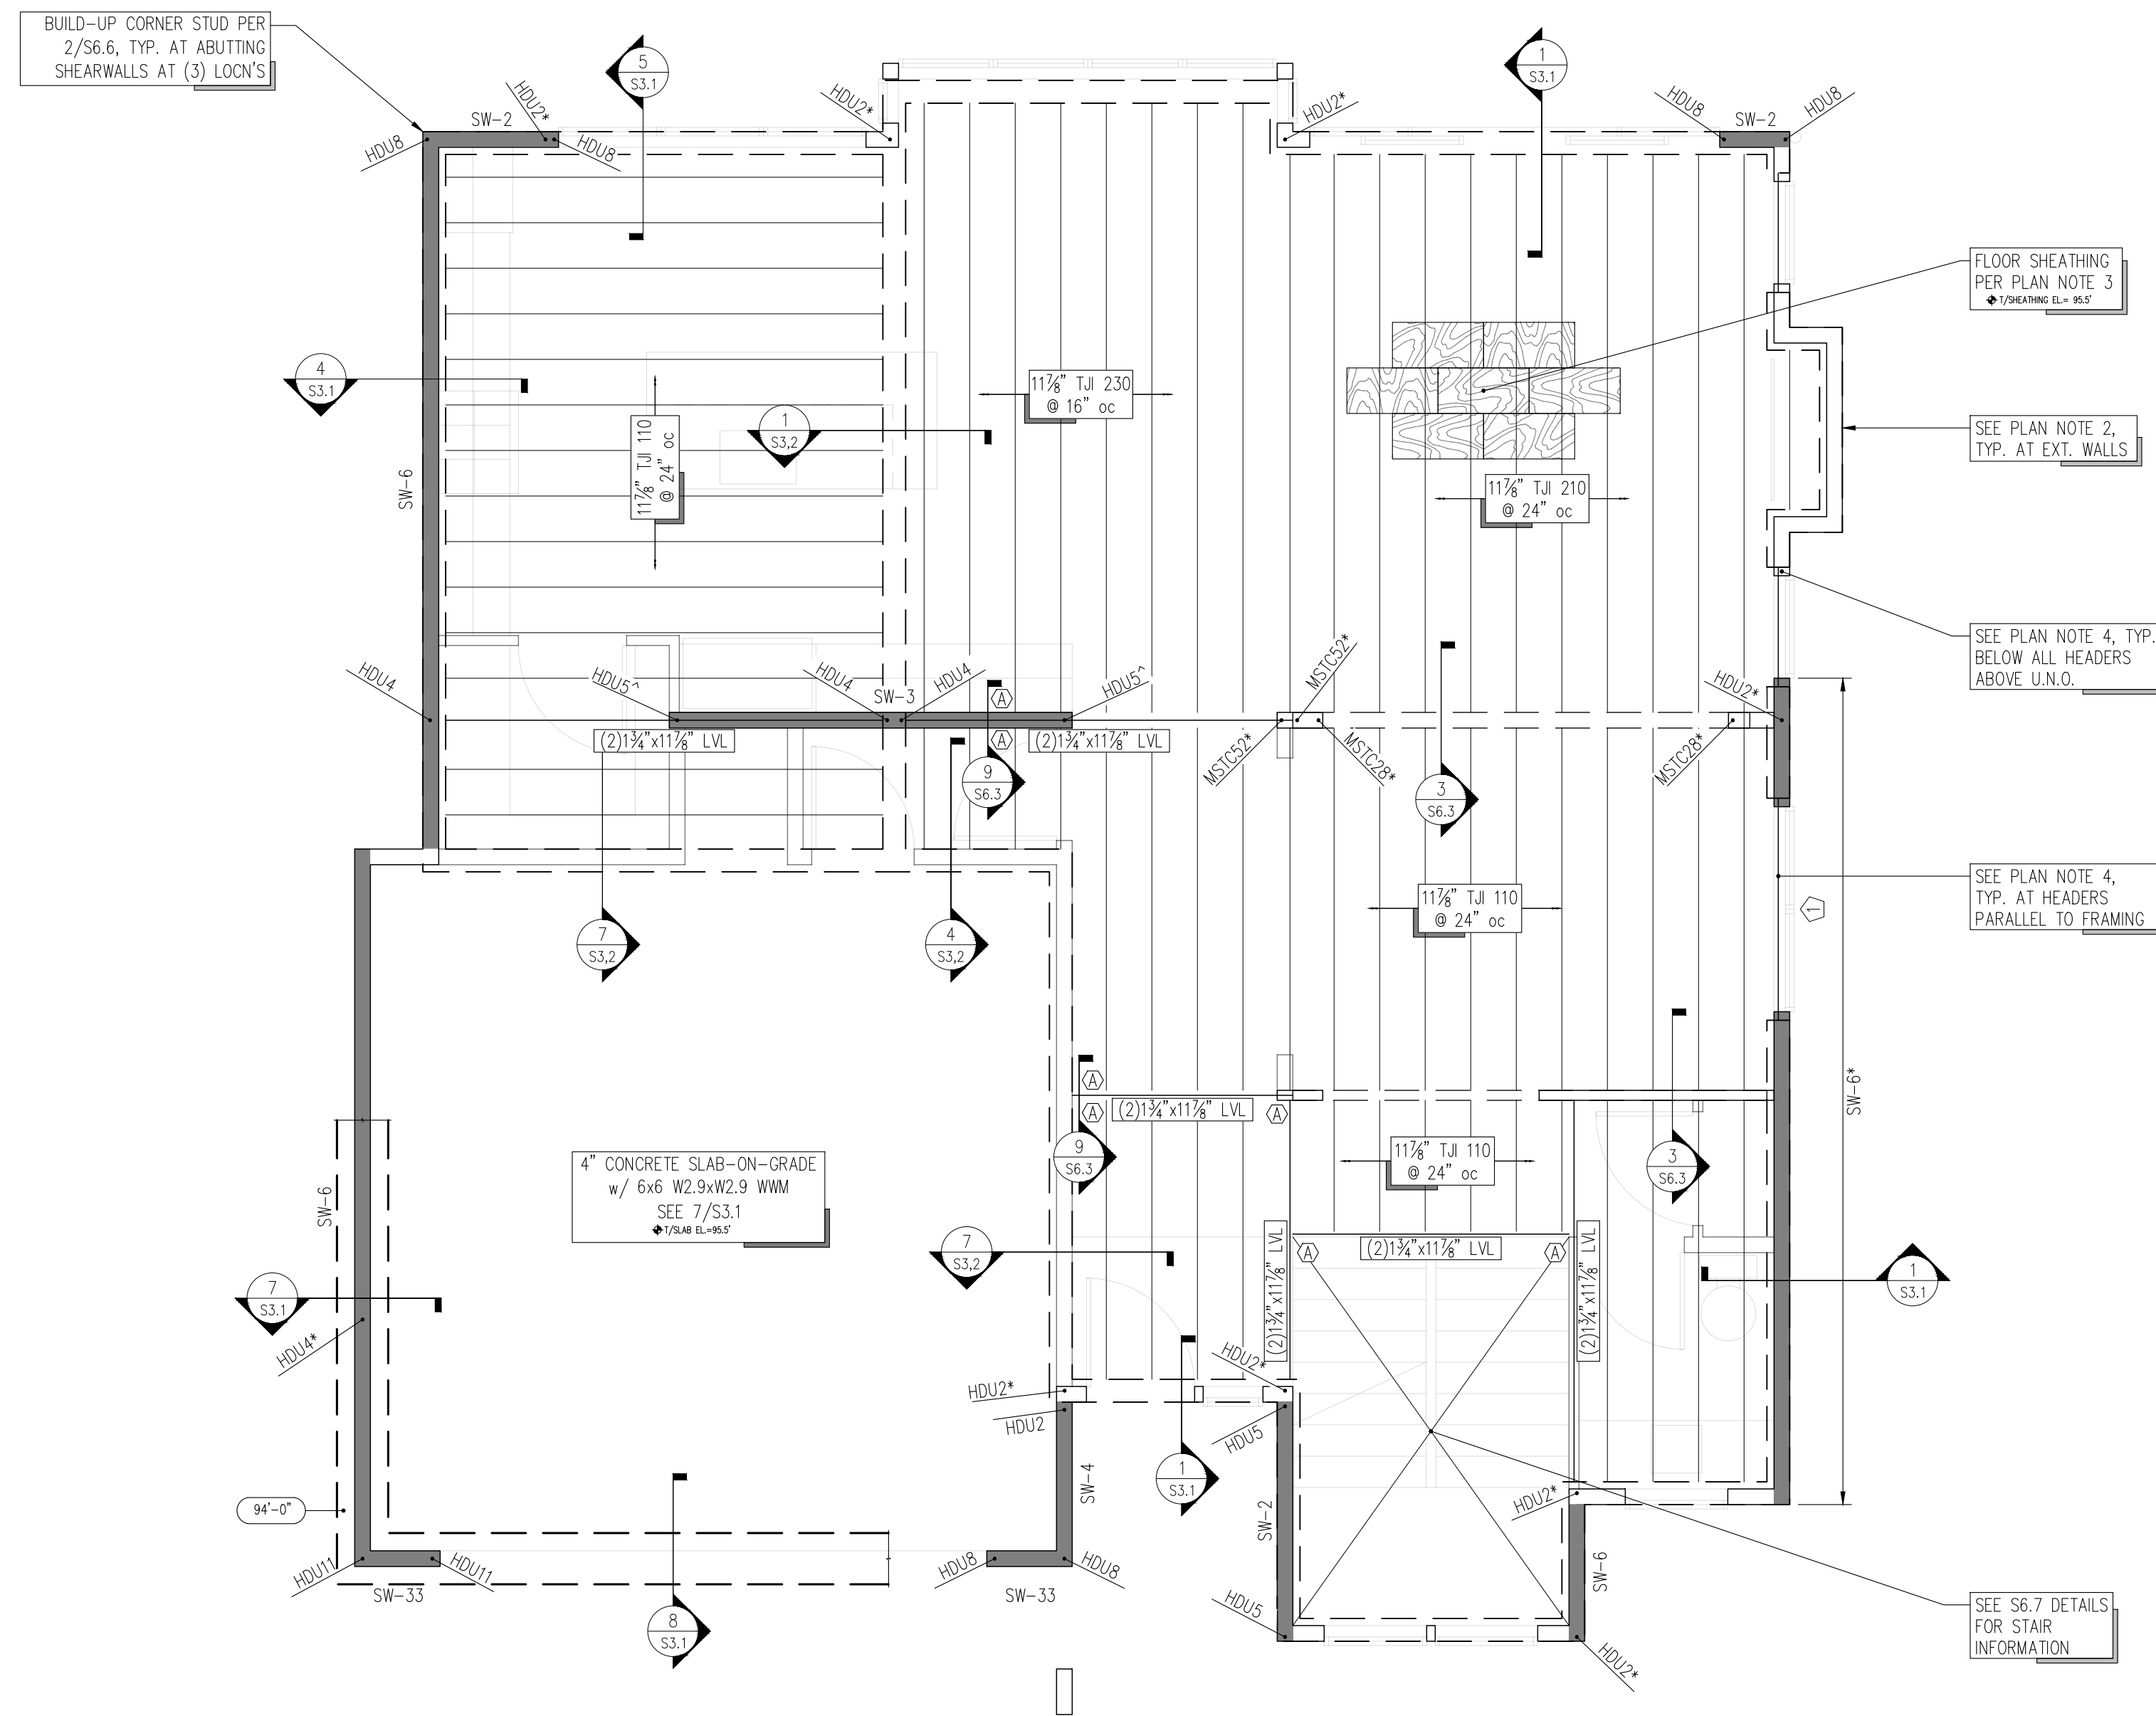 BUILD-UP CORNER STUD PER
2/S6.6, TYP. AT ABUTTING
SHEARWALLS AT (3) LOCN'S
5
S3.1
1
S3.1
HDU2*
HDU2*
HDU2*
HDU8
HDU8
SW-2
SW-2
HDU8
HDU8
FLOOR SHEATHING
PER PLAN NOTE 3
T/SHEATHING EL.= 95.5'
4
S3.1
11⅞" TJI 230
@ 16" oc
1
S3,2
11⅞" TJI 110
@ 24" oc
SEE PLAN NOTE 2,
TYP. AT EXT. WALLS
SW-6
11⅞" TJI 210
@ 24" oc
SEE PLAN NOTE 4, TYP.
BELOW ALL HEADERS
ABOVE U.N.O.
HDU4
HDU5^
HDU4
SW-3
HDU4
A
HDU5^
MSTC52*
HDU2*
(2)1¾"x11⅞" LVL
A
(2)1¾"x11⅞" LVL
MSTC52*
MSTC28*
MSTC28*
9
S6.3
3
S6.3
SEE PLAN NOTE 4,
TYP. AT HEADERS
PARALLEL TO FRAMING
1
11⅞" TJI 110
@ 24" oc
7
S3,2
4
S3,2
A
A
(2)1¾"x11⅞" LVL
A
SW-6*
9
S6.3
11⅞" TJI 110
@ 24" oc
3
S6.3
4" CONCRETE SLAB-ON-GRADE
w/ 6x6 W2.9xW2.9 WWM
SEE 7/S3.1
T/SLAB EL.=95.5'
SW-6
7
S3,2
(2)1¾"x11⅞" LVL
A
(2)1¾"x11⅞" LVL
A
(2)1¾"x11⅞" LVL
7
S3.1
1
S3.1
HDU4*
HDU2*
HDU2*
HDU2
HDU5
94'-0"
SW-4
1
S3.1
SW-2
HDU2*
HDU11
HDU11
HDU8
HDU8
SW-6
SW-33
SW-33
HDU5
8
S3.1
HDU2*
SEE S6.7 DETAILS
FOR STAIR
INFORMATION